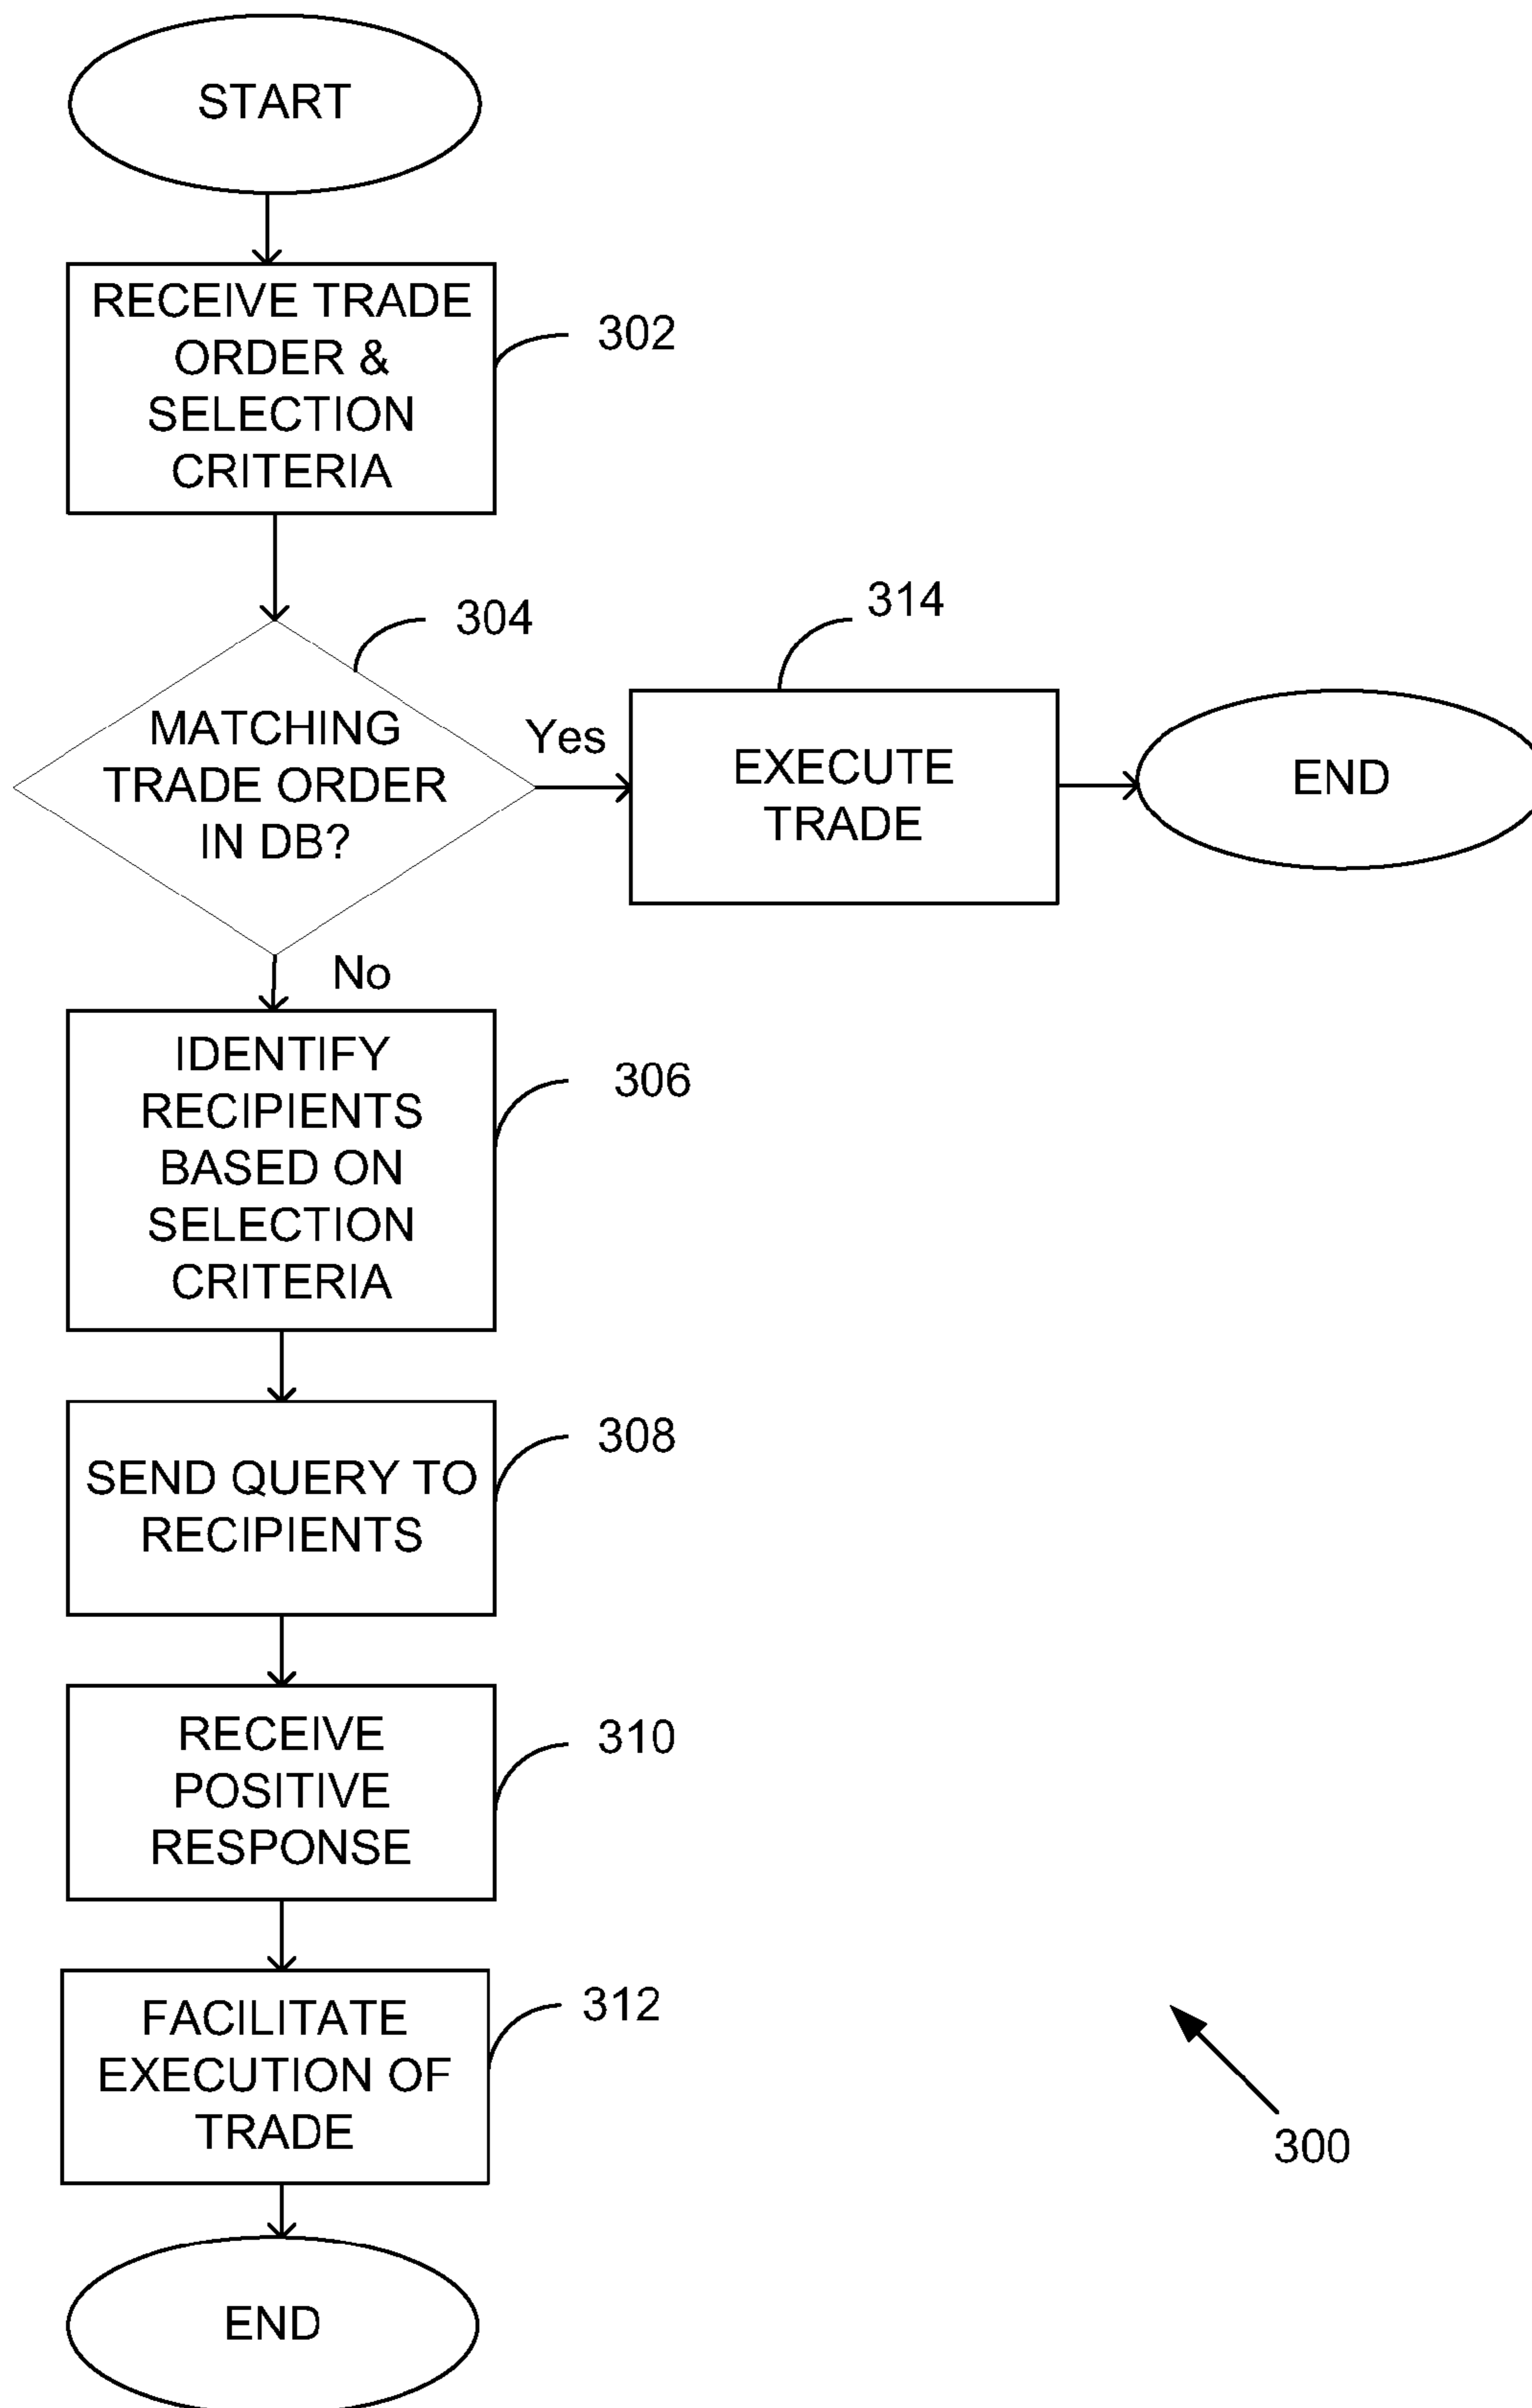 START
RECEIVE TRADE
ORDER &
SELECTION
CRITERIA
302
304
MATCHING
TRADE ORDER
IN DB?
Yes
314
EXECUTE
TRADE
END
No
IDENTIFY
RECIPIENTS
BASED ON
SELECTION
CRITERIA
306
SEND QUERY TO
RECIPIENTS
308
RECEIVE
POSITIVE
RESPONSE
310
FACILITATE
EXECUTION OF
TRADE
312
300
END